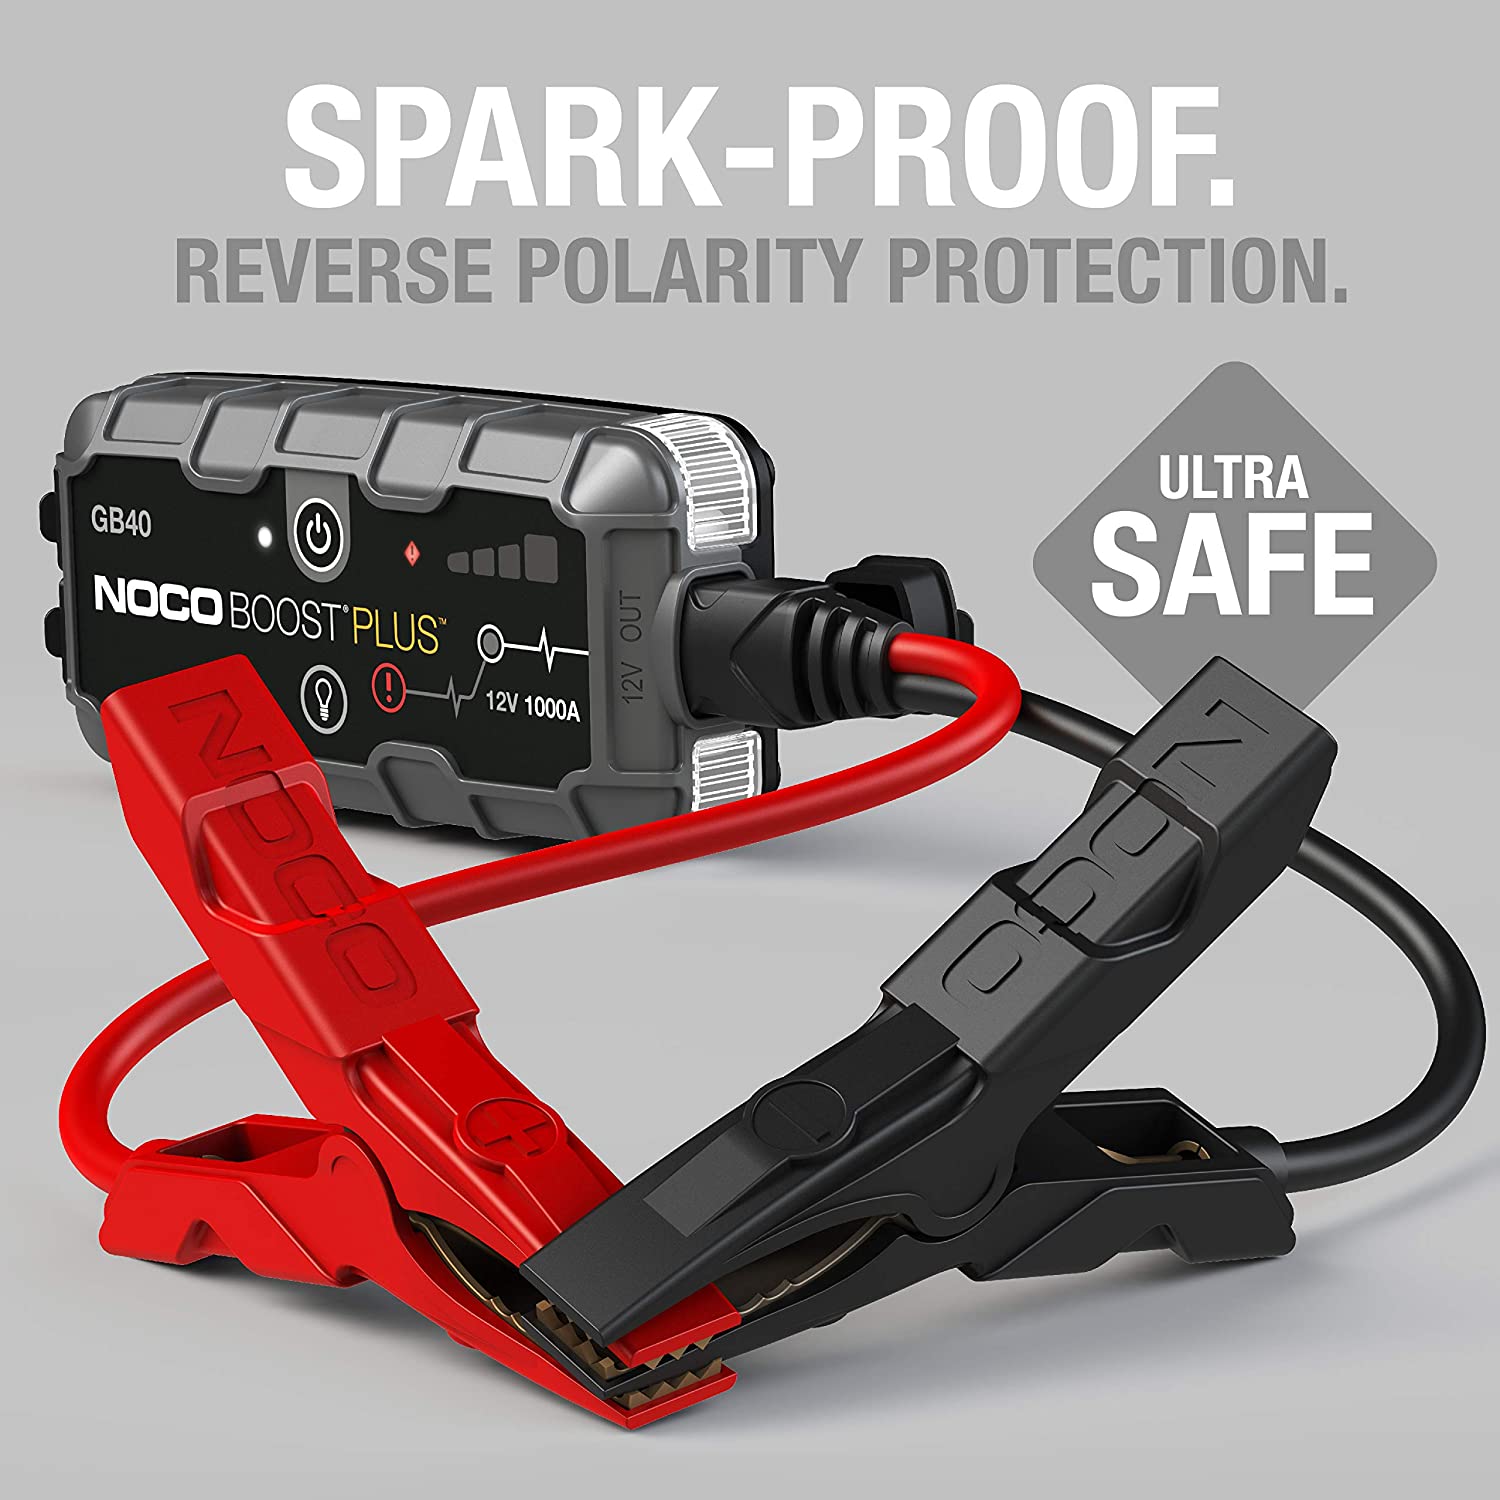 SPARK-PROOF.
REVERSE POLARITY PROTECTION.
ULTRA
SAFE
GB40
NOCO BOOST® PLUS™
12V 1000A
12V OUT
NOCO
NOCO